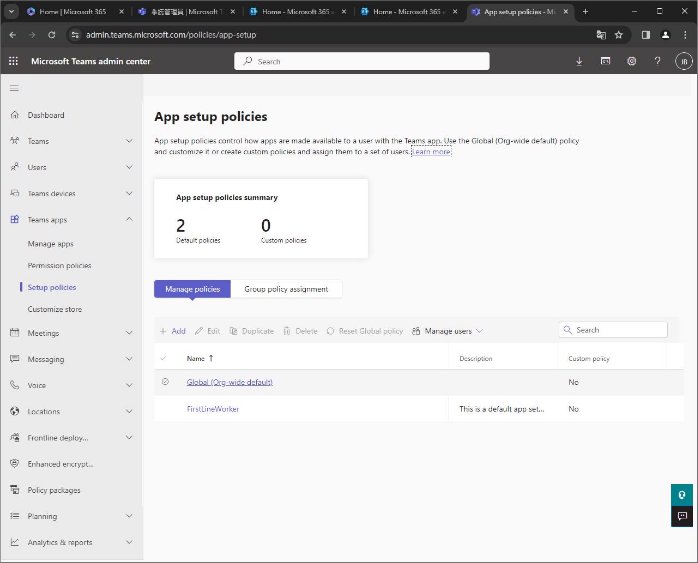 Home | Microsoft 365
Home - Microsoft 365
Home - Microsoft 365
App setup policies - Mi
admin.teams.microsoft.com/policies/app-setup
Microsoft Teams admin center
Search
JB
Dashboard
Teams
Users
Teams devices
Teams apps
Manage apps
Permission policies
Setup policies
Customize store
Meetings
Messaging
Voice
Locations
Frontline deploy...
Enhanced encrypt...
Policy packages
Planning
Analytics & reports
App setup policies
App setup policies control how apps are made available to a user with the Teams app. Use the Global (Org-wide default) policy
and customize it or create custom policies and assign them to a set of users. Learn more
App setup policies summary
2 0
Default policies Custom policies
Manage policies Group policy assignment
+ Add Edit Duplicate Delete Reset Global policy Manage users Search
Name ↑ Description Custom policy
Global (Org-wide default) No
FirstLineWorker This is a default app set... No